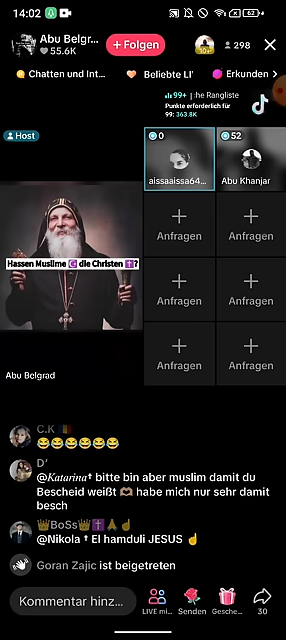 14:02
62
Abu Belgr...
55.6K
+ Folgen
10+
298
Chatten und Int...
Beliebte LI'
Erkunden
99+ | :he Rangliste
Punkte erforderlich für
99: 363.8K
Host
0
52
aissaaissa64...
Abu Khanjar
Anfragen
Anfragen
Anfragen
Anfragen
Anfragen
Anfragen
Hassen Muslime ☪️ die Christen ✝️?
Abu Belgrad
C.K 🇷🇴
😂😂😂😂😂😂
D'
@Katarina✝ bitte bin aber muslim damit du
Bescheid weißt 🫶🏽 habe mich nur sehr damit
besch
👑BoSs👑✝️🙏☝️
@Nikola ✝ El hamduli JESUS ☝️
Goran Zajic ist beigetreten
Kommentar hinz...
LIVE mi...
Senden
Gesche...
30